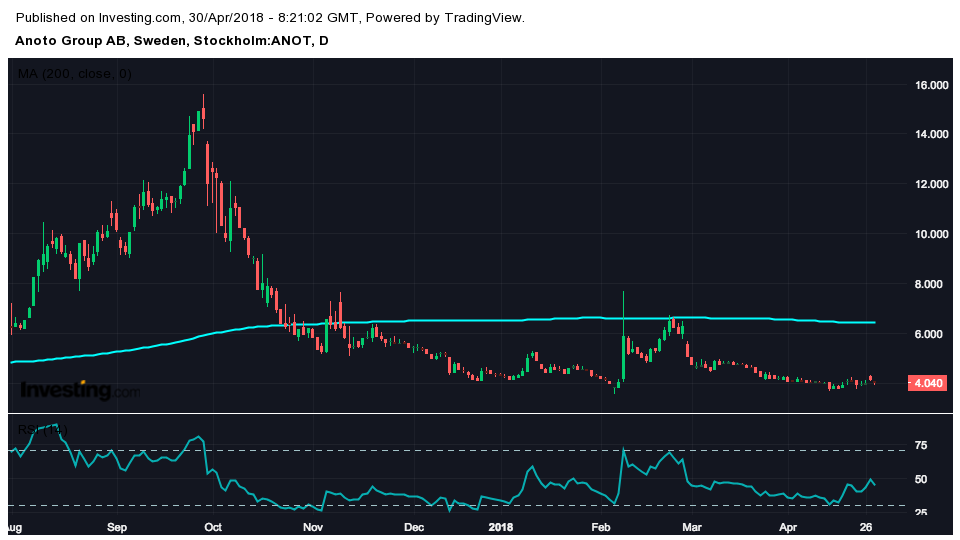 Published on Investing.com, 30/Apr/2018 - 8:21:02 GMT, Powered by TradingView.
Anoto Group AB, Sweden, Stockholm:ANOT, D
MA (200, close, 0)
16.000
14.000
12.000
10.000
8.000
6.000
4.040
Investing.com
RSI (14)
75
50
25
Aug Sep Oct Nov Dec 2018 Feb Mar Apr 26